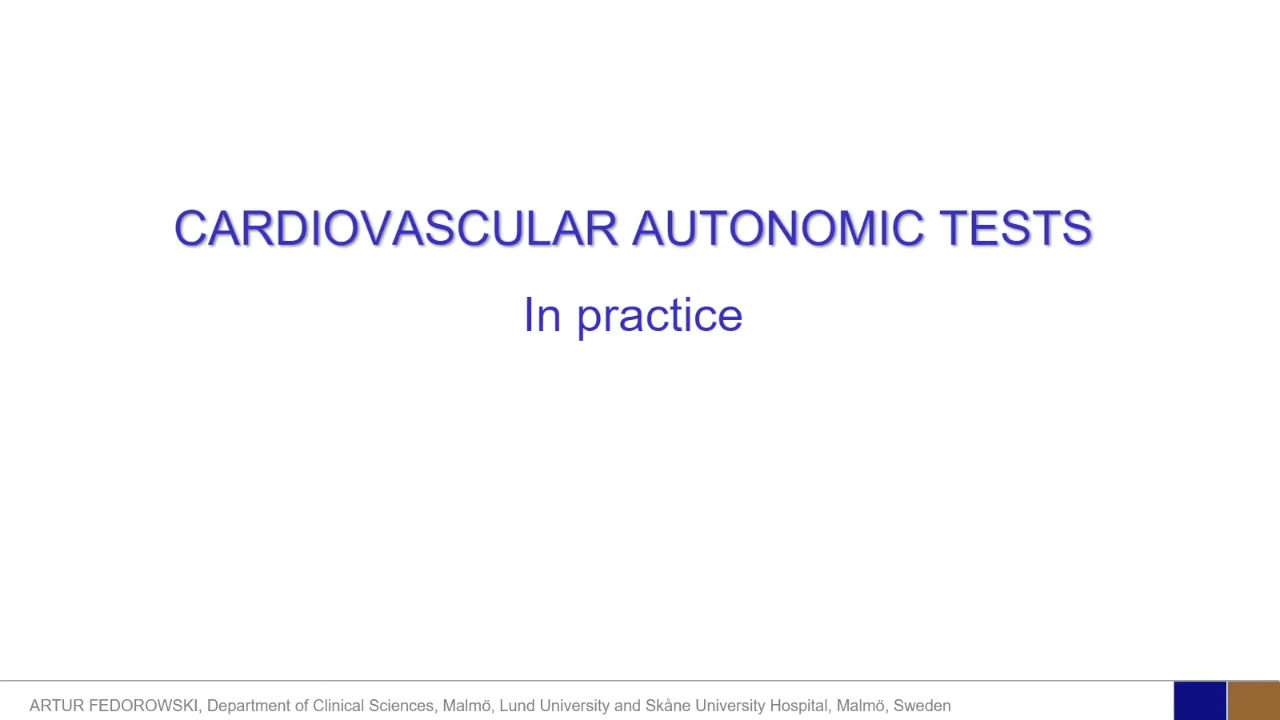 CARDIOVASCULAR AUTONOMIC TESTS
In practice
ARTUR FEDOROWSKI, Department of Clinical Sciences, Malmö, Lund University and Skåne University Hospital, Malmö, Sweden